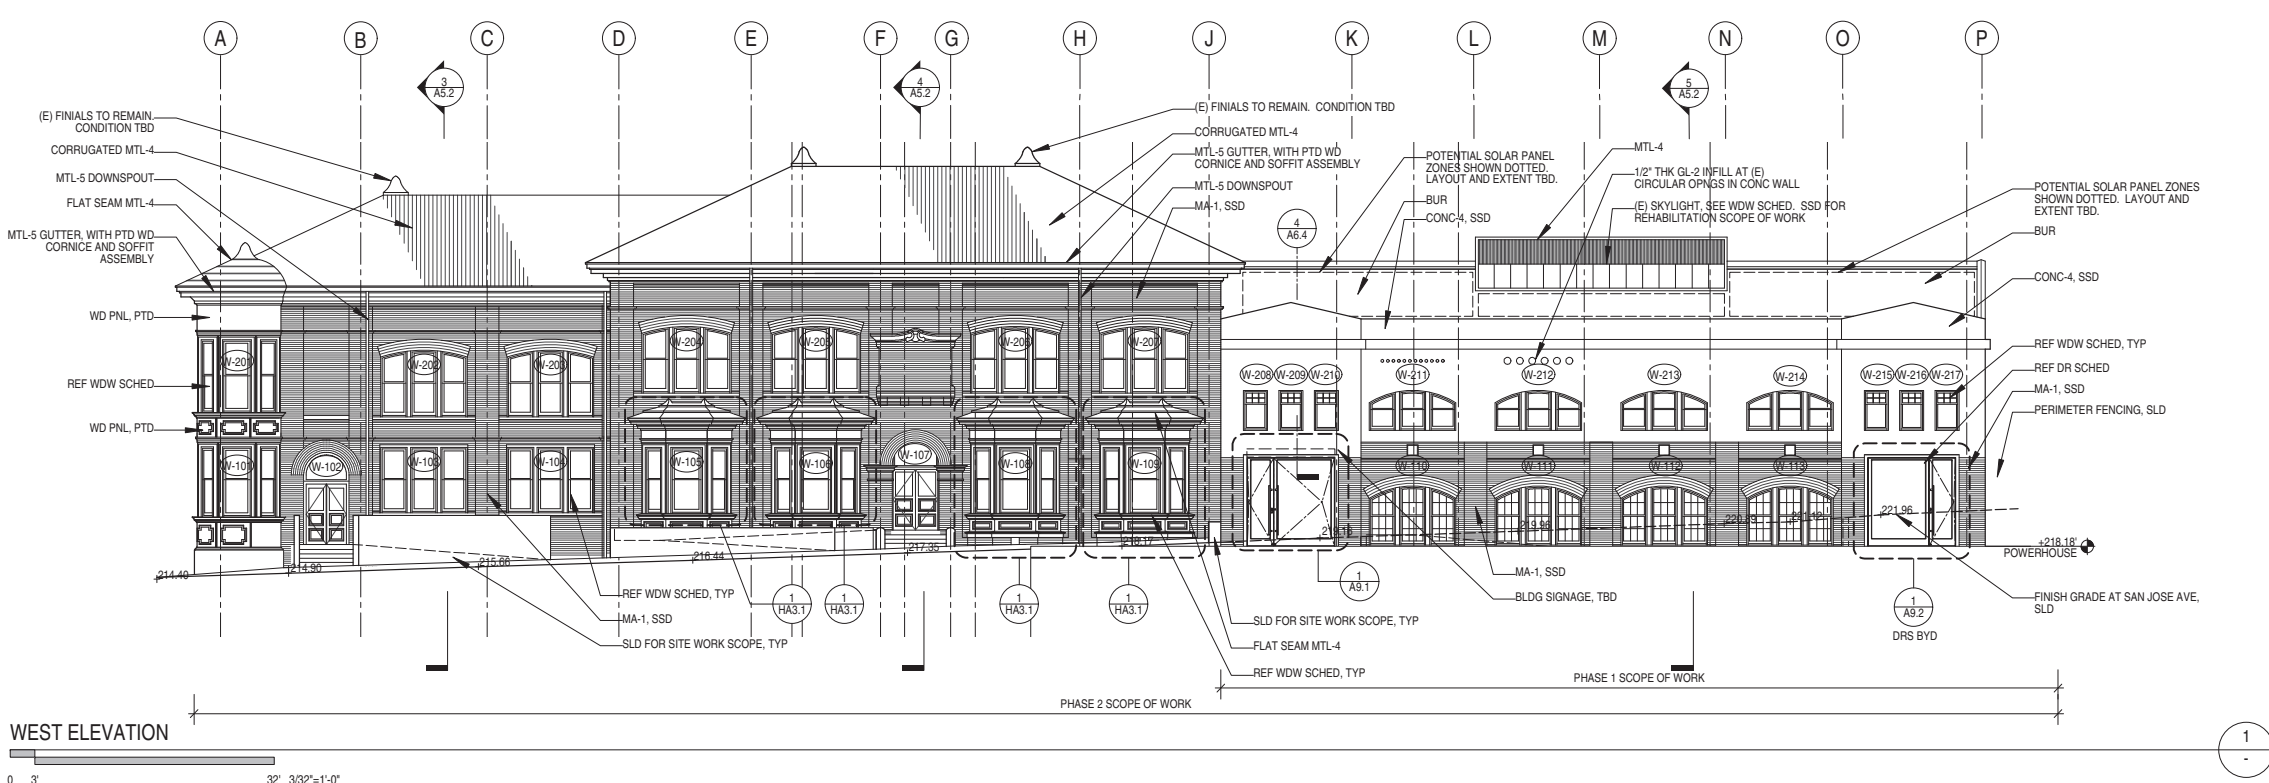 A B C D E F G H J K L M N O P
3
A5.2
4
A5.2
5
A5.2
(E) FINIALS TO REMAIN.
CONDITION TBD
CORRUGATED MTL-4
MTL-5 DOWNSPOUT
FLAT SEAM MTL-4
MTL-5 GUTTER, WITH PTD WD
CORNICE AND SOFFIT
ASSEMBLY
WD PNL, PTD
REF WDW SCHED
WD PNL, PTD
(E) FINIALS TO REMAIN. CONDITION TBD
CORRUGATED MTL-4
MTL-5 GUTTER, WITH PTD WD
CORNICE AND SOFFIT ASSEMBLY
MTL-5 DOWNSPOUT
MA-1, SSD
POTENTIAL SOLAR PANEL
ZONES SHOWN DOTTED.
LAYOUT AND EXTENT TBD.
BUR
CONC-4, SSD
4
A6.4
MTL-4
1/2" THK GL-2 INFILL AT (E)
CIRCULAR OPNGS IN CONC WALL
(E) SKYLIGHT, SEE WDW SCHED. SSD FOR
REHABILITATION SCOPE OF WORK
POTENTIAL SOLAR PANEL ZONES
SHOWN DOTTED. LAYOUT AND
EXTENT TBD.
BUR
CONC-4, SSD
REF WDW SCHED, TYP
REF DR SCHED
MA-1, SSD
PERIMETER FENCING, SLD
W-201 W-202 W-203 W-204 W-205 W-206 W-207 W-208 W-209 W-210 W-211 W-212 W-213 W-214 W-215 W-216 W-217
W-101 W-102 W-103 W-104 W-105 W-106 W-107 W-108 W-109 W-110 W-111 W-112 W-113
214.40 214.90 215.66 216.44 217.35 218.17 219.15 219.96 220.89 221.12 221.96
+218.18'
POWERHOUSE
REF WDW SCHED, TYP
MA-1, SSD
SLD FOR SITE WORK SCOPE, TYP
1
HA3.1
1
HA3.1
1
HA3.1
1
HA3.1
SLD FOR SITE WORK SCOPE, TYP
FLAT SEAM MTL-4
REF WDW SCHED, TYP
1
A9.1
MA-1, SSD
BLDG SIGNAGE, TBD
1
A9.2
DRS BYD
FINISH GRADE AT SAN JOSE AVE,
SLD
PHASE 1 SCOPE OF WORK
PHASE 2 SCOPE OF WORK
WEST ELEVATION
0 3' 32' 3/32"=1'-0"
1
-